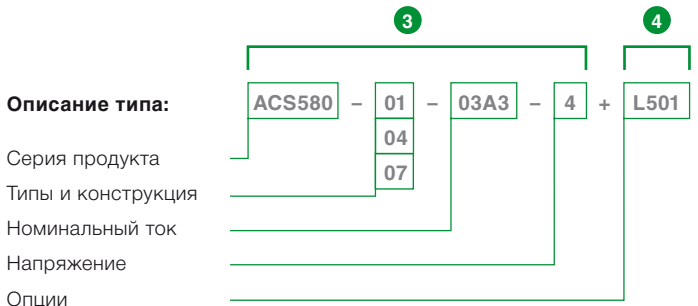 3 4
Описание типа: ACS580 – 01 – 03A3 – 4 + L501
04
07
Серия продукта
Типы и конструкция
Номинальный ток
Напряжение
Опции